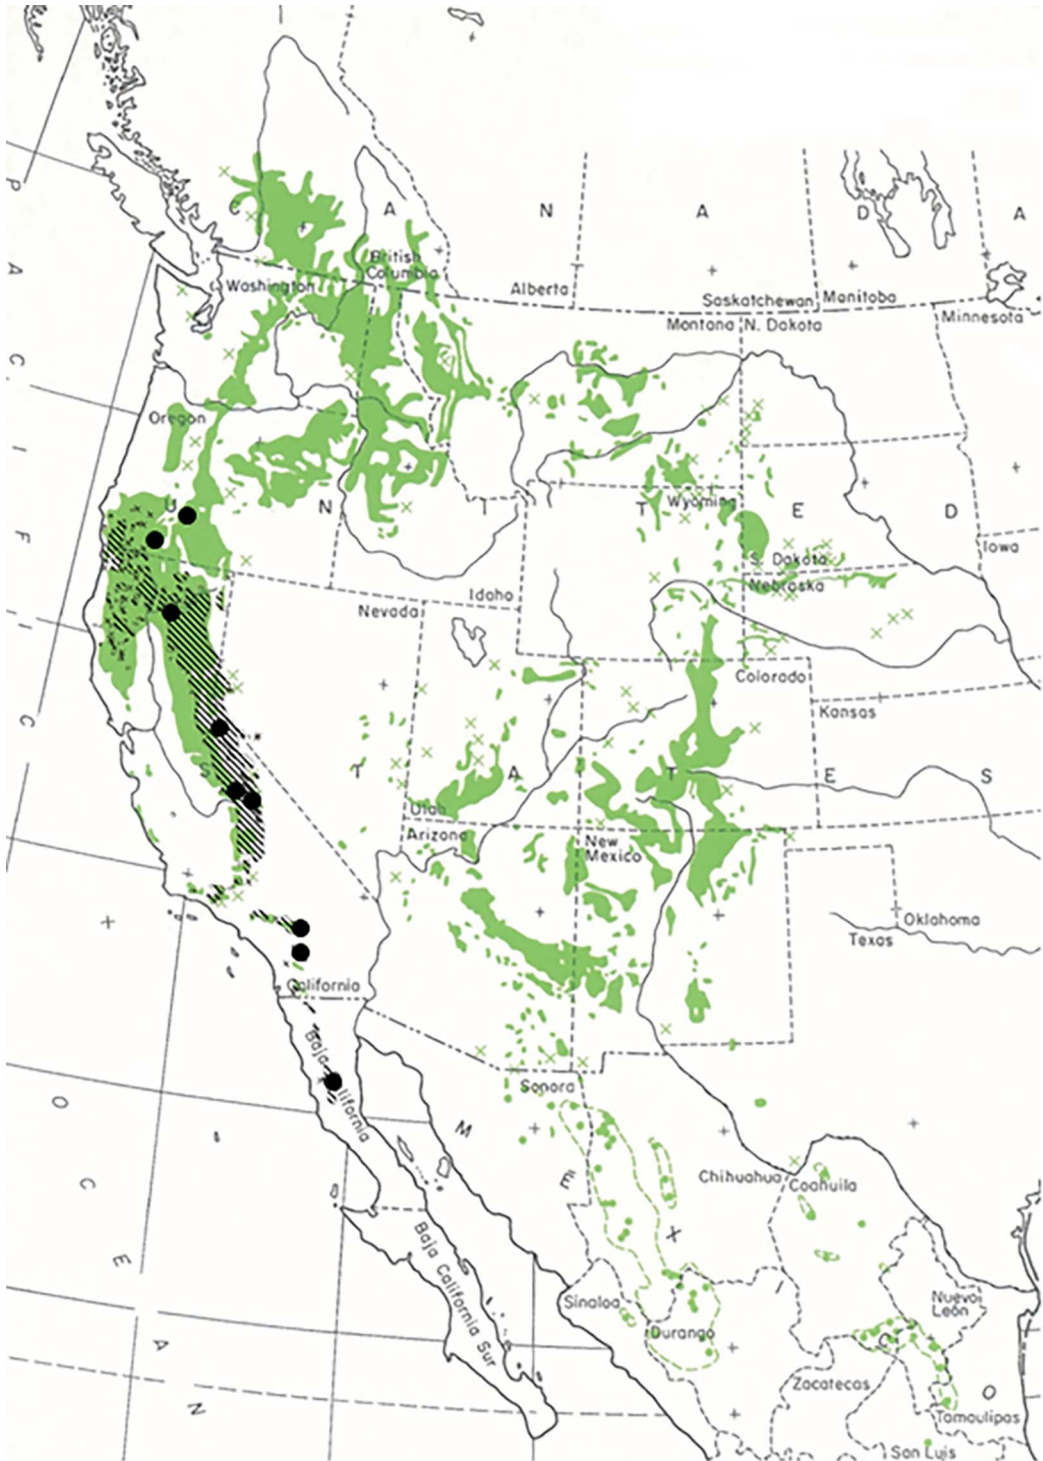 P A C I F I C
O C E A N
C A N A D A
British
Columbia
Washington
Alberta
Saskatchewan
Manitoba
Montana
N. Dakota
Minnesota
Oregon
U N I T E D
Wyoming
S. Dakota
Iowa
Nebraska
Idaho
Nevada
Colorado
Kansas
S T A T E S
Utah
Arizona
New
Mexico
Oklahoma
Texas
California
Baja
lifornia
Sonora
M E X I C O
Chihuahua
Coahuila
Baja California Sur
Sinaloa
Durango
Nuevo
León
Zacatecas
Tamaulipas
San Luis